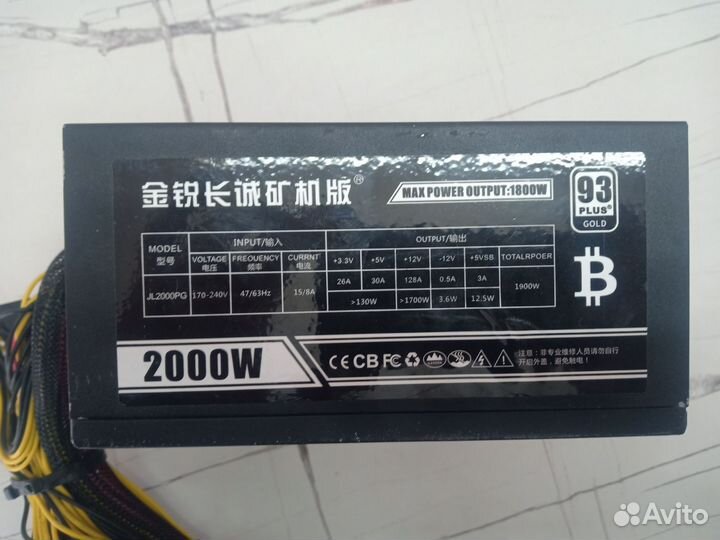 金锐长诚矿机版®
MAX POWER OUTPUT:1800W
93
PLUS®
GOLD
MODEL 型号 INPUT/输入 OUTPUT/输出
VOLTAGE 电压 FREOUENCY 频率 CURRNT 电流 +3.3V +5V +12V -12V +5VSB TOTALRPOER
JL2000PG 170-240V 47/63Hz 15/8A 26A 30A 128A 0.5A 3A 1900W
>130W >1700W 3.6W 12.5W
₿
2000W
CE CB FC
注意：非专业维修人员请勿自行
开启外盖，避免触电！
Avito